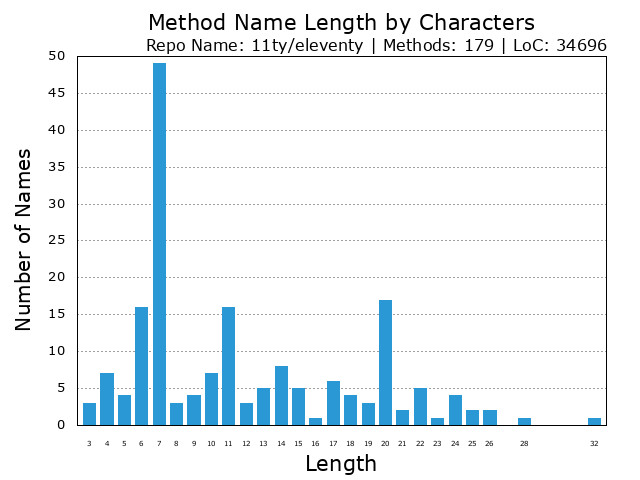 Method Name Length by Characters
Repo Name: 11ty/eleventy | Methods: 179 | LoC: 34696
50
45
40
35
30
25
20
15
10
5
0
Number of Names
3 4 5 6 7 8 9 10 11 12 13 14 15 16 17 18 19 20 21 22 23 24 25 26 28 32
Length